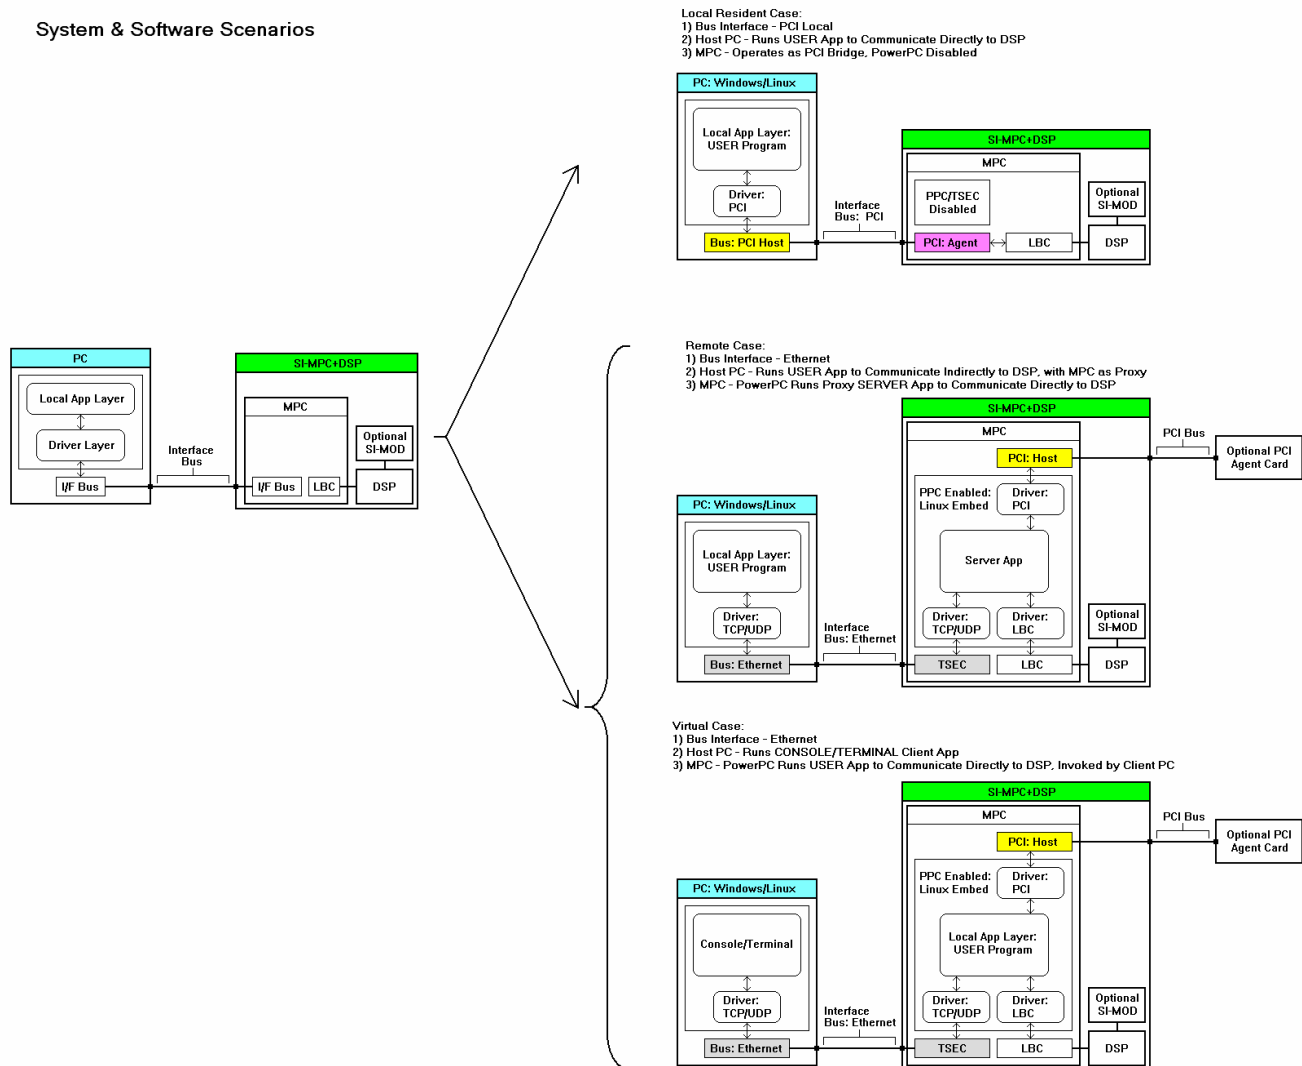 System & Software Scenarios
PC
Local App Layer
Driver Layer
I/F Bus
Interface
Bus
SI-MPC+DSP
MPC
I/F Bus
LBC
Optional
SI-MOD
DSP
Local Resident Case:
1) Bus Interface - PCI Local
2) Host PC - Runs USER App to Communicate Directly to DSP
3) MPC - Operates as PCI Bridge, PowerPC Disabled
PC: Windows/Linux
Local App Layer:
USER Program
Driver:
PCI
Bus: PCI Host
Interface
Bus: PCI
SI-MPC+DSP
MPC
PPC/TSEC
Disabled
PCI: Agent
LBC
Optional
SI-MOD
DSP
Remote Case:
1) Bus Interface - Ethernet
2) Host PC - Runs USER App to Communicate Indirectly to DSP, with MPC as Proxy
3) MPC - PowerPC Runs Proxy SERVER App to Communicate Directly to DSP
PC: Windows/Linux
Local App Layer:
USER Program
Driver:
TCP/UDP
Bus: Ethernet
Interface
Bus: Ethernet
SI-MPC+DSP
MPC
PCI: Host
PPC Enabled:
Linux Embed
Driver:
PCI
Server App
Driver:
TCP/UDP
Driver:
LBC
TSEC
LBC
Optional
SI-MOD
DSP
PCI Bus
Optional PCI
Agent Card
Virtual Case:
1) Bus Interface - Ethernet
2) Host PC - Runs CONSOLE/TERMINAL Client App
3) MPC - PowerPC Runs USER App to Communicate Directly to DSP, Invoked by Client PC
PC: Windows/Linux
Console/Terminal
Driver:
TCP/UDP
Bus: Ethernet
Interface
Bus: Ethernet
SI-MPC+DSP
MPC
PCI: Host
PPC Enabled:
Linux Embed
Driver:
PCI
Local App Layer:
USER Program
Driver:
TCP/UDP
Driver:
LBC
TSEC
LBC
Optional
SI-MOD
DSP
PCI Bus
Optional PCI
Agent Card